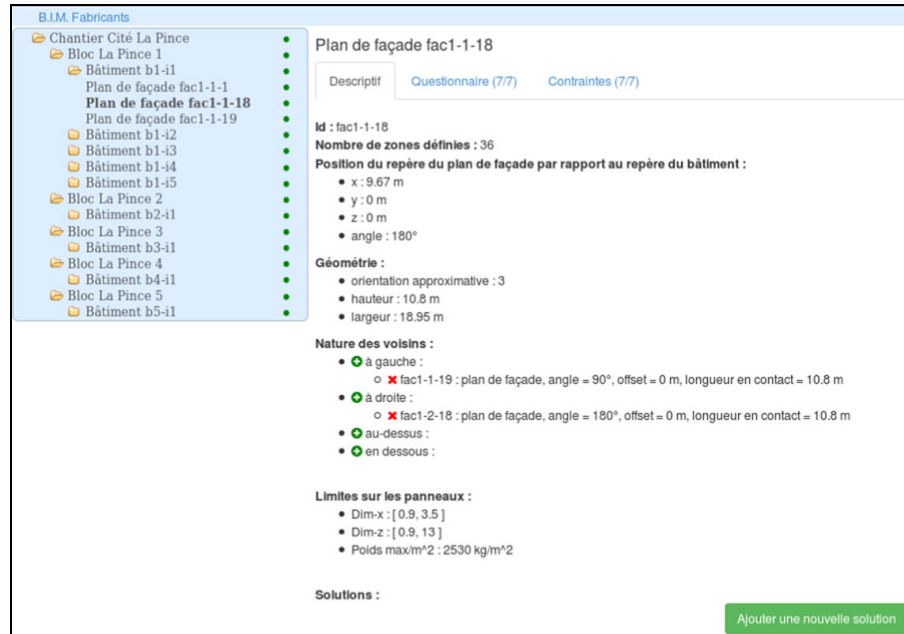 B.I.M. Fabricants
Chantier Cité La Pince
Bloc La Pince 1
Bâtiment b1-i1
Plan de façade fac1-1-1
Plan de façade fac1-1-18
Plan de façade fac1-1-19
Bâtiment b1-i2
Bâtiment b1-i3
Bâtiment b1-i4
Bâtiment b1-i5
Bloc La Pince 2
Bâtiment b2-i1
Bloc La Pince 3
Bâtiment b3-i1
Bloc La Pince 4
Bâtiment b4-i1
Bloc La Pince 5
Bâtiment b5-i1
Plan de façade fac1-1-18
Descriptif Questionnaire (7/7) Contraintes (7/7)
Id : fac1-1-18
Nombre de zones définies : 36
Position du repère du plan de façade par rapport au repère du bâtiment :
x : 9.67 m
y : 0 m
z : 0 m
angle : 180°
Géométrie :
orientation approximative : 3
hauteur : 10.8 m
largeur : 18.95 m
Nature des voisins :
à gauche :
fac1-1-19 : plan de façade, angle = 90°, offset = 0 m, longueur en contact = 10.8 m
à droite :
fac1-2-18 : plan de façade, angle = 180°, offset = 0 m, longueur en contact = 10.8 m
au-dessus :
en dessous :
Limites sur les panneaux :
Dim-x : [ 0.9, 3.5 ]
Dim-z : [ 0.9, 13 ]
Poids max/m^2 : 2530 kg/m^2
Solutions :
Ajouter une nouvelle solution